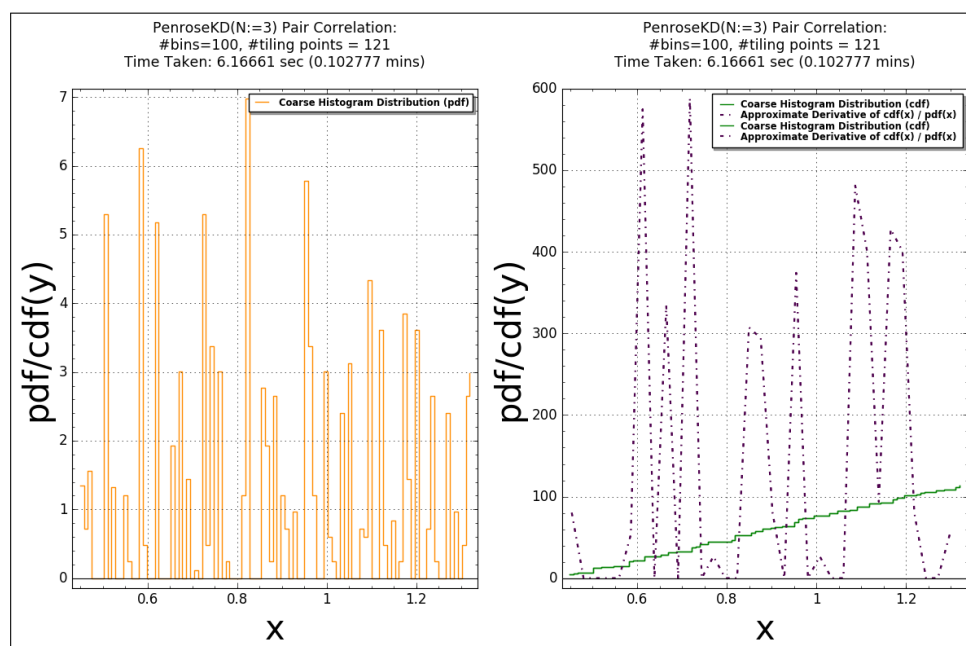 PenroseKD(N:=3) Pair Correlation:
#bins=100, #tiling points = 121
Time Taken: 6.16661 sec (0.102777 mins)
Coarse Histogram Distribution (pdf)
7
6
5
4
3
2
1
0
pdf/cdf(y)
0.6
0.8
1
1.2
x
PenroseKD(N:=3) Pair Correlation:
#bins=100, #tiling points = 121
Time Taken: 6.16661 sec (0.102777 mins)
Coarse Histogram Distribution (cdf)
Approximate Derivative of cdf(x) / pdf(x)
Coarse Histogram Distribution (cdf)
Approximate Derivative of cdf(x) / pdf(x)
600
500
400
300
200
100
0
pdf/cdf(y)
0.6
0.8
1
1.2
x